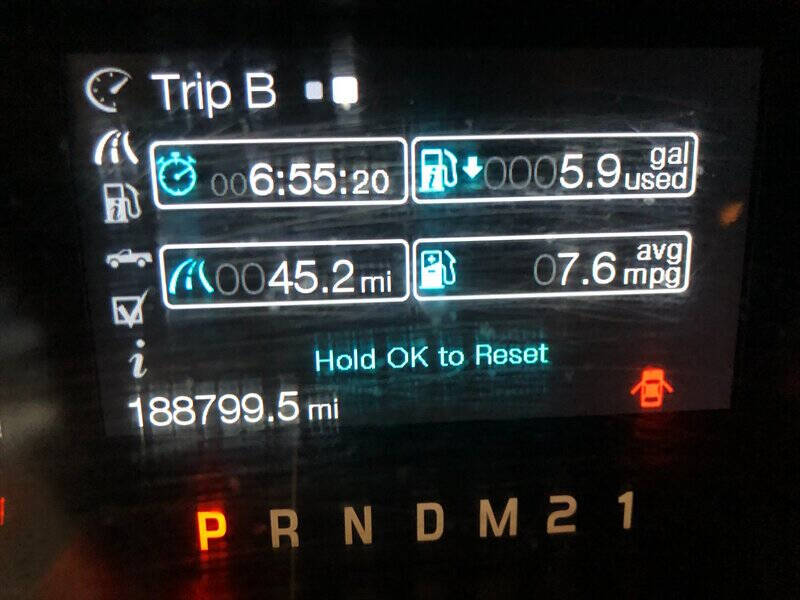 Trip B
006:55:20
0005.9 gal used
0045.2 mi
07.6 avg mpg
Hold OK to Reset
188799.5 mi
P R N D M 2 1